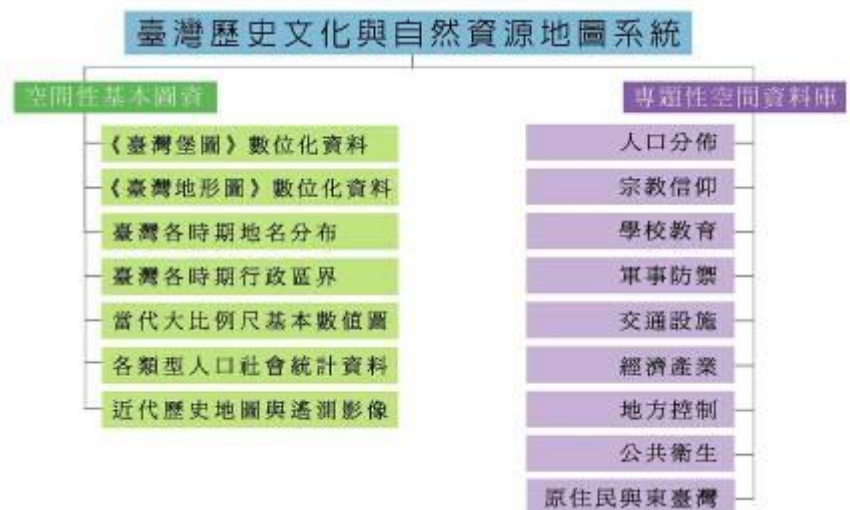 臺灣歷史文化與自然資源地圖系統
空間性基本圖資
《臺灣堡圖》數位化資料
《臺灣地形圖》數位化資料
臺灣各時期地名分布
臺灣各時期行政區界
當代大比例尺基本數值圖
各類型人口社會統計資料
近代歷史地圖與遙測影像
專題性空間資料庫
人口分佈
宗教信仰
學校教育
軍事防禦
交通設施
經濟產業
地方控制
公共衛生
原住民與東臺灣